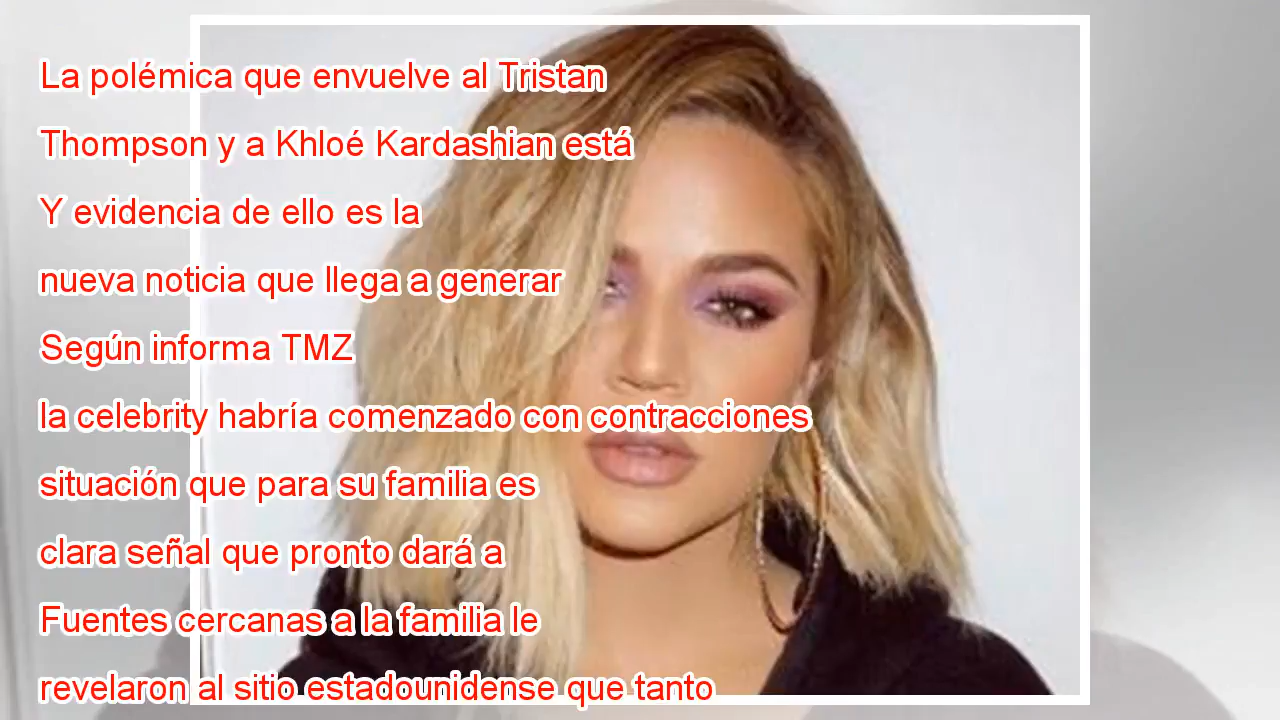 La polémica que envuelve al Tristan
Thompson y a Khloé Kardashian está
Y evidencia de ello es la
nueva noticia que llega a generar
Según informa TMZ
la celebrity habría comenzado con contracciones
situación que para su familia es
clara señal que pronto dará a
Fuentes cercanas a la familia le
revelaron al sitio estadounidense que tanto